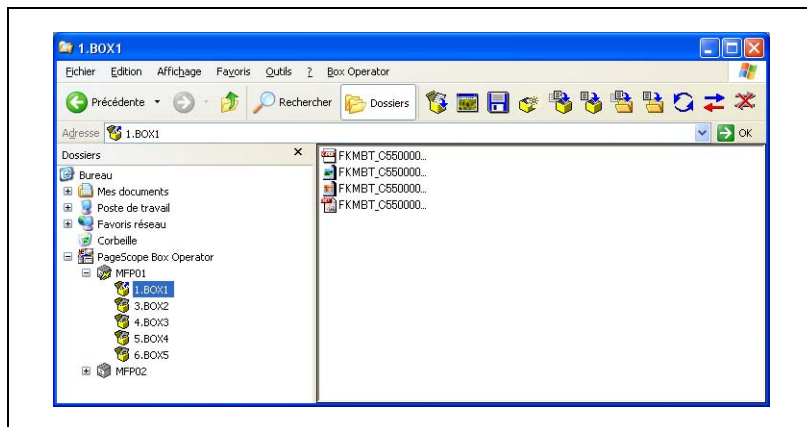 1.BOX1
Fichier Edition Affichage Favoris Outils ? Box Operator
Précédente Rechercher Dossiers
Adresse 1.BOX1 OK
Dossiers
Bureau
Mes documents
Poste de travail
Favoris réseau
Corbeille
PageScope Box Operator
MFP01
1.BOX1
3.BOX2
4.BOX3
5.BOX4
6.BOX5
MFP02
FKMBT_C550000...
FKMBT_C550000...
FKMBT_C550000...
FKMBT_C550000...